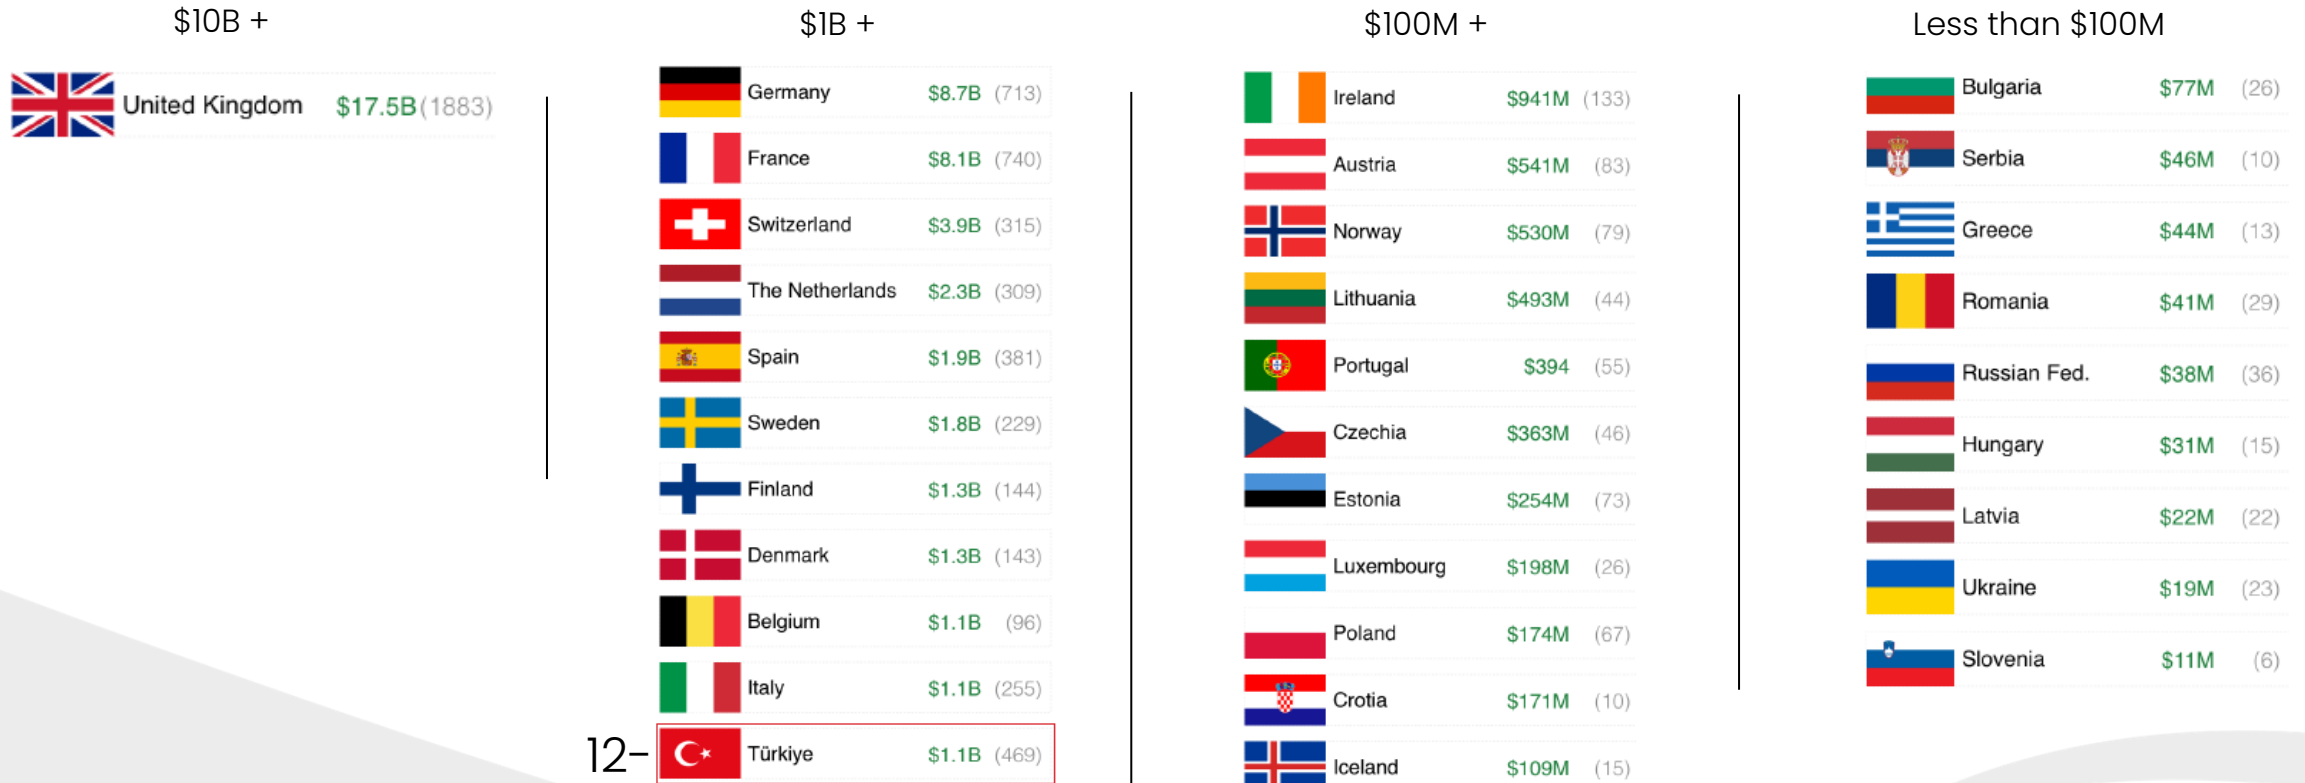 $10B +
United Kingdom $17.5B (1883)
$1B +
Germany $8.7B (713)
France $8.1B (740)
Switzerland $3.9B (315)
The Netherlands $2.3B (309)
Spain $1.9B (381)
Sweden $1.8B (229)
Finland $1.3B (144)
Denmark $1.3B (143)
Belgium $1.1B (96)
Italy $1.1B (255)
12- Türkiye $1.1B (469)
$100M +
Ireland $941M (133)
Austria $541M (83)
Norway $530M (79)
Lithuania $493M (44)
Portugal $394 (55)
Czechia $363M (46)
Estonia $254M (73)
Luxembourg $198M (26)
Poland $174M (67)
Crotia $171M (10)
Iceland $109M (15)
Less than $100M
Bulgaria $77M (26)
Serbia $46M (10)
Greece $44M (13)
Romania $41M (29)
Russian Fed. $38M (36)
Hungary $31M (15)
Latvia $22M (22)
Ukraine $19M (23)
Slovenia $11M (6)